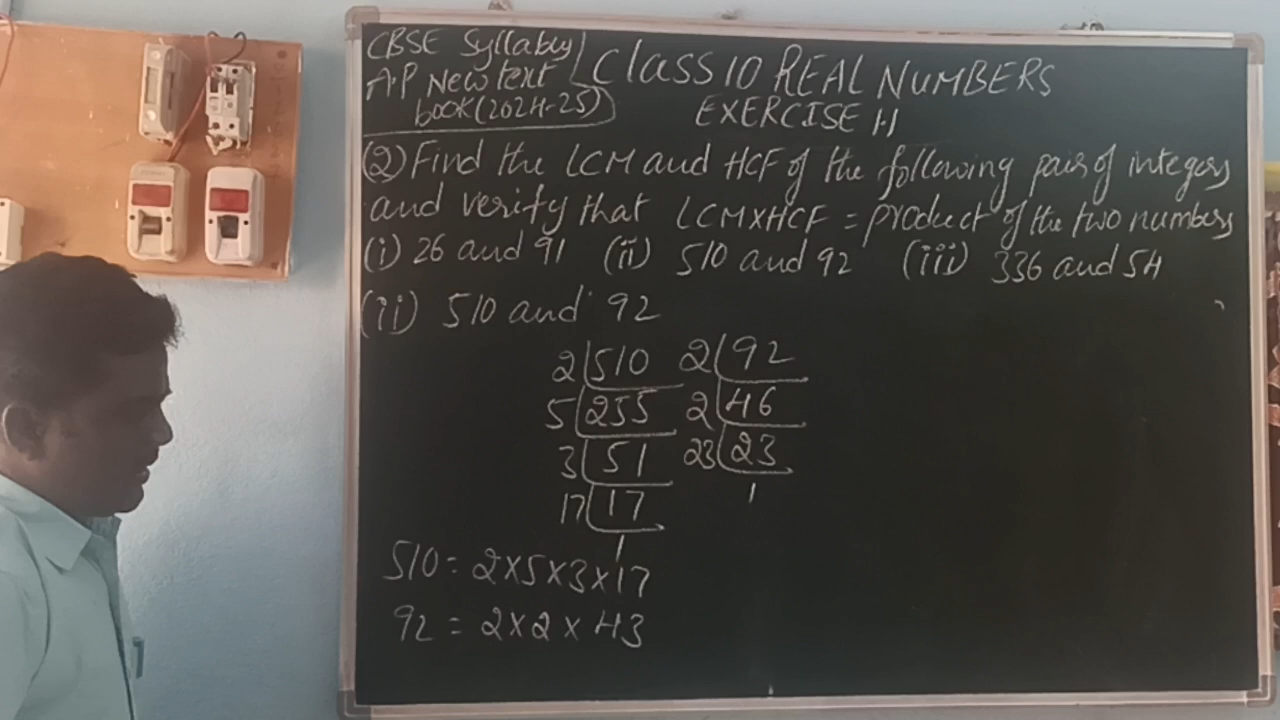 CBSE Syllabus
A.P New text
book (2024-25)
Class 10 REAL NUMBERS
EXERCISE 1.1
(2) Find the LCM and HCF of the following pairs of integers
and verify that LCM×HCF = product of the two numbers
(i) 26 and 91 (ii) 510 and 92 (iii) 336 and 54
(ii) 510 and 92
2 510 2 92
5 255 2 46
3 51 23 23
17 17 1
1
510 = 2×5×3×17
92 = 2×2×43